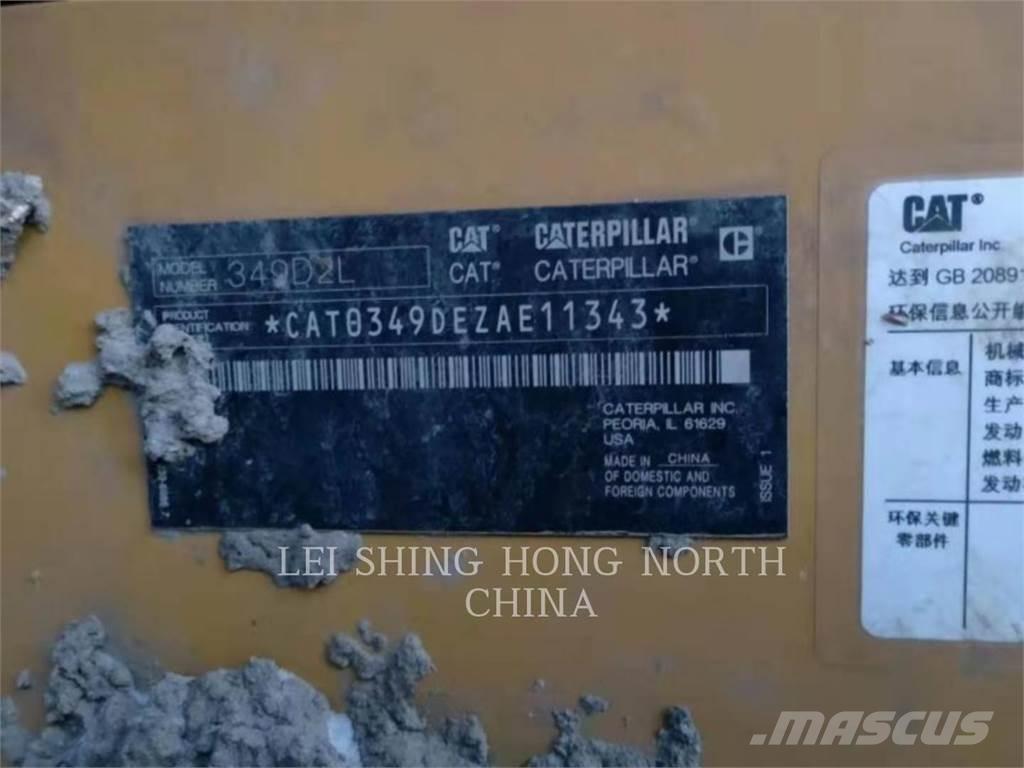 CAT CATERPILLAR
CAT® CATERPILLAR®
MODEL NUMBER 349D2L
PRODUCT IDENTIFICATION *CAT0349DEZAE11343*
CATERPILLAR INC.
PEORIA, IL 61629
USA
MADE IN CHINA
OF DOMESTIC AND
FOREIGN COMPONENTS
ISSUE 1
CAT®
Caterpillar Inc
达到 GB 20891
环保信息公开
基本信息
机械
商标
生产
发动
燃料
发动
环保关键
零部件
LEI SHING HONG NORTH
CHINA
MASCUS